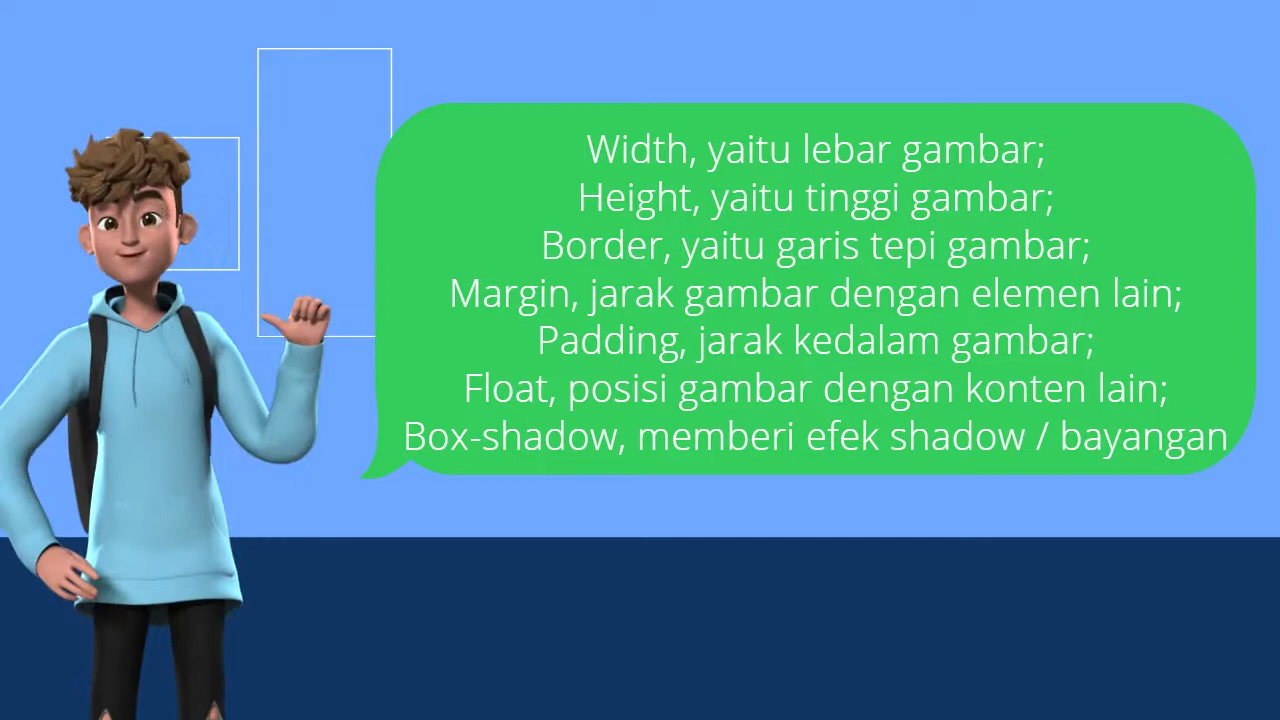 Width, yaitu lebar gambar;
Height, yaitu tinggi gambar;
Border, yaitu garis tepi gambar;
Margin, jarak gambar dengan elemen lain;
Padding, jarak kedalam gambar;
Float, posisi gambar dengan konten lain;
Box-shadow, memberi efek shadow / bayangan